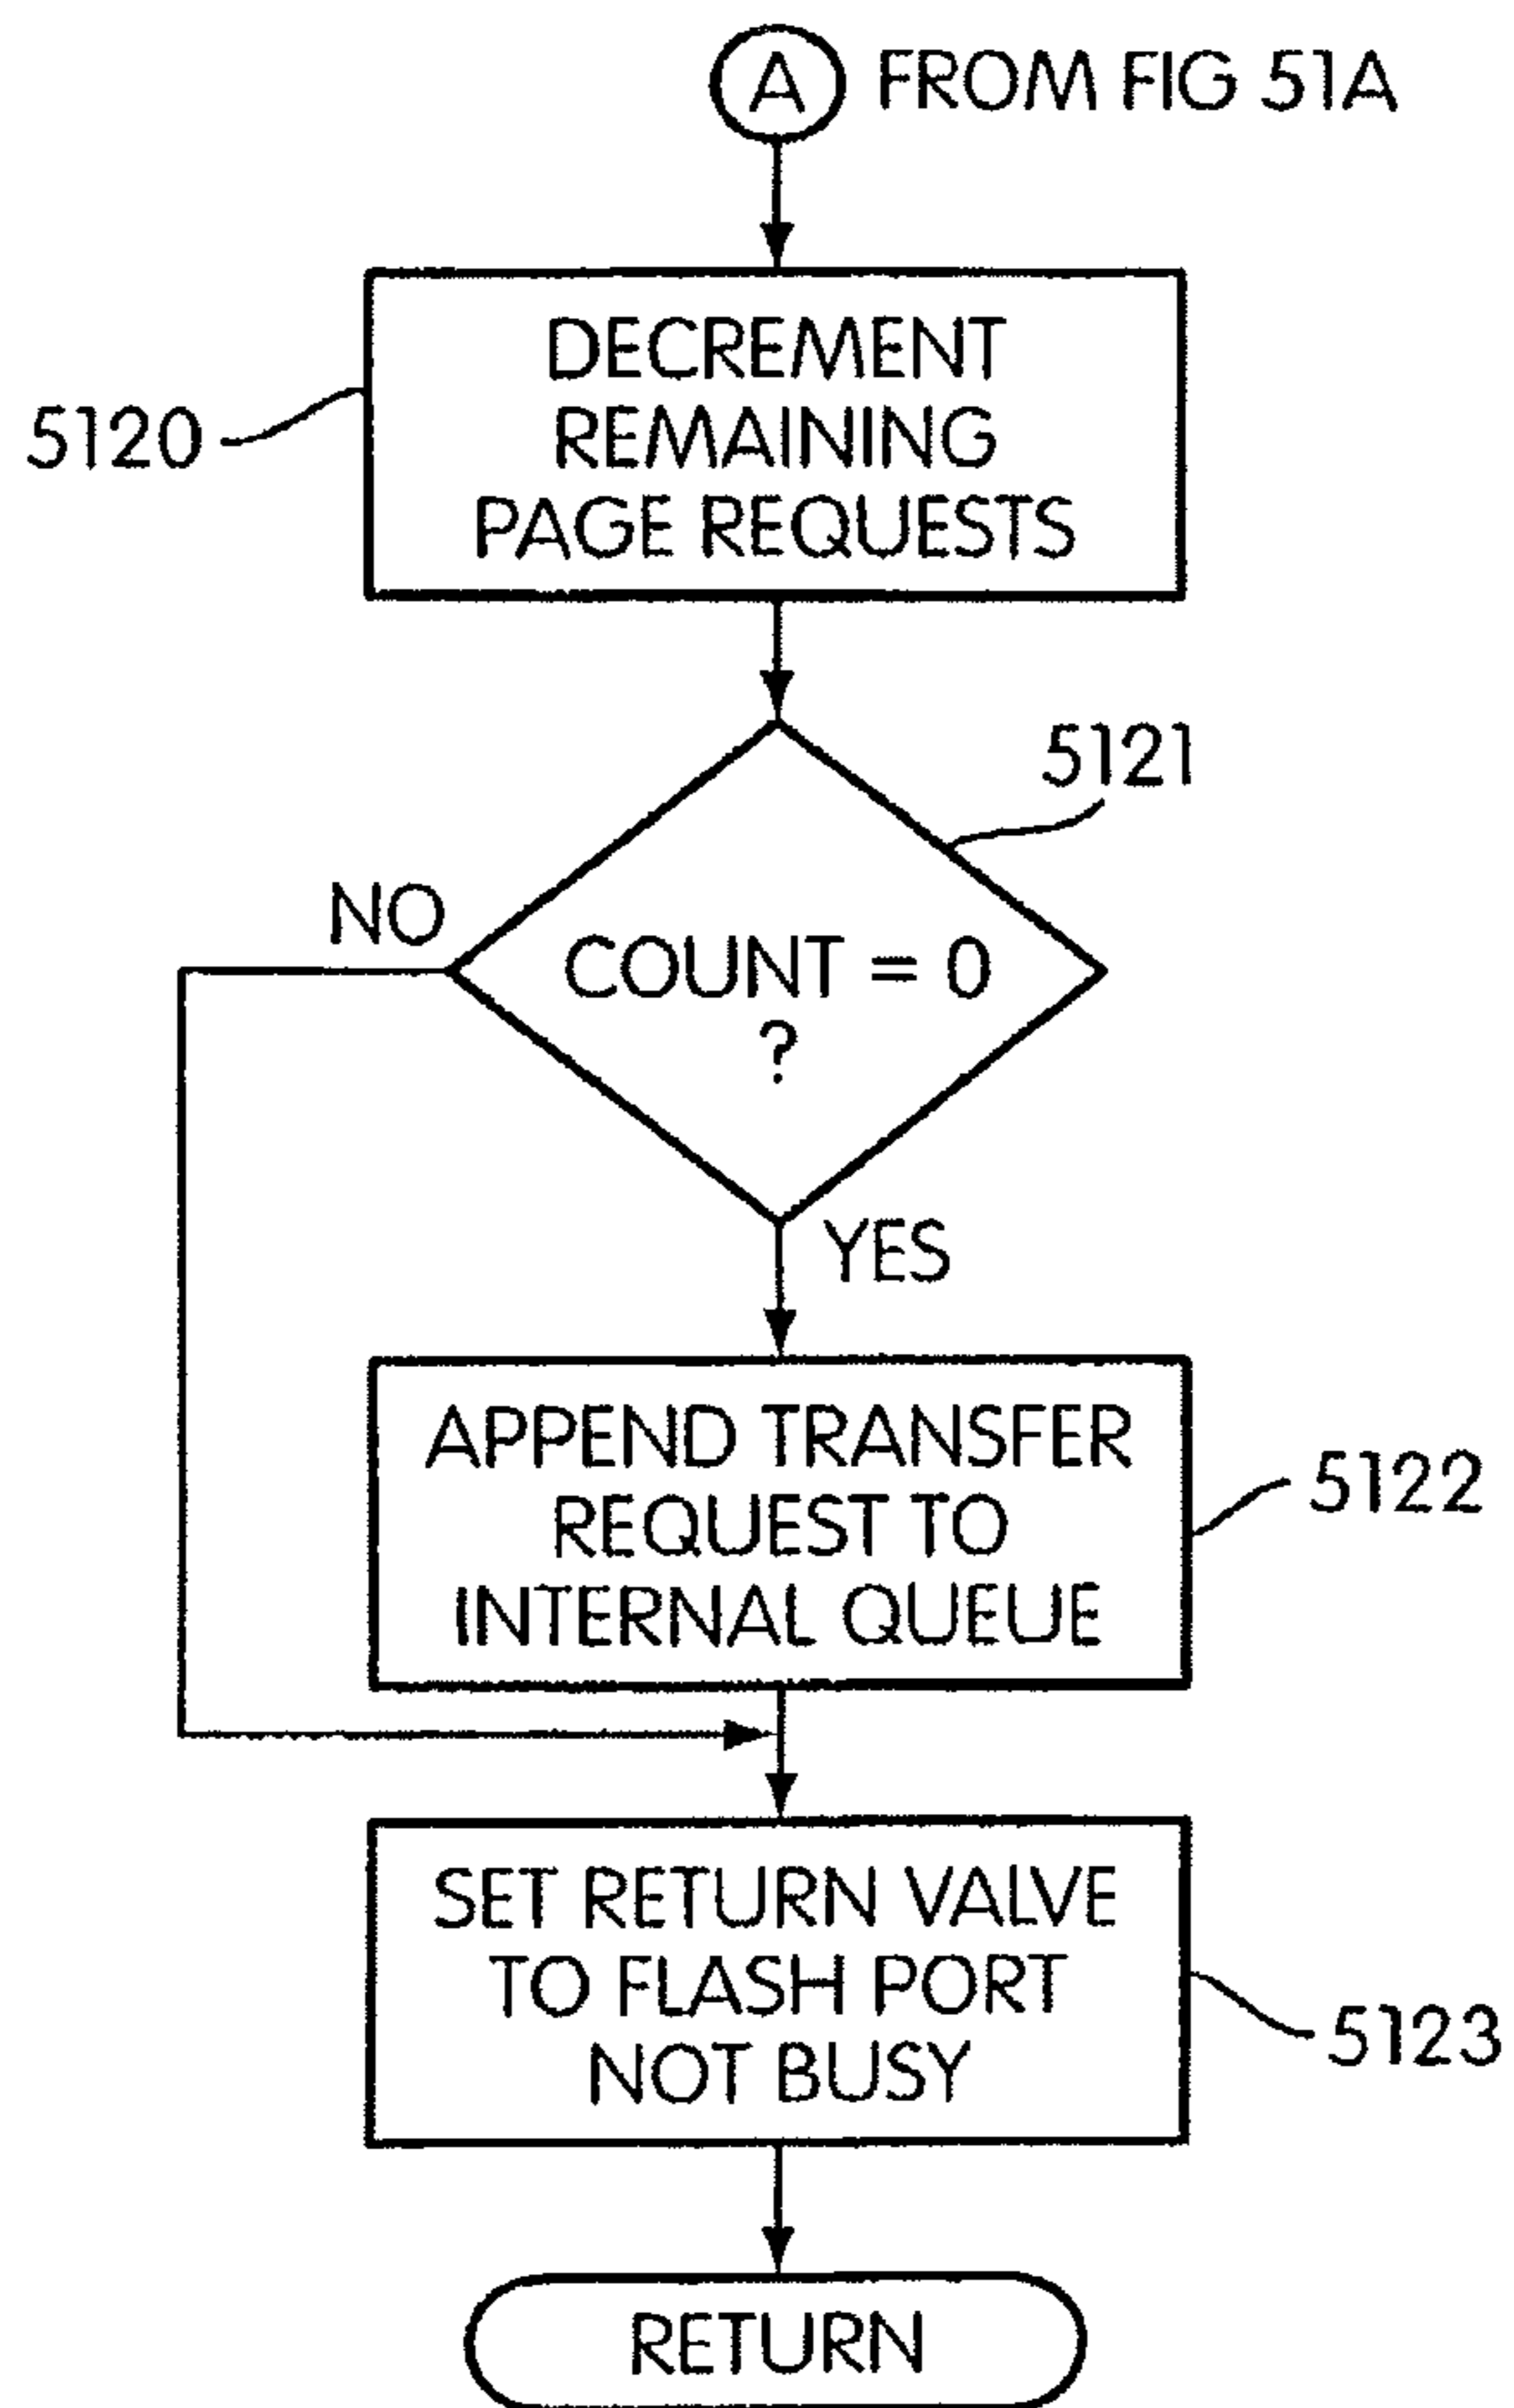 A FROM FIG 51A
DECREMENT
REMAINING
PAGE REQUESTS
5120
5121
NO
COUNT = 0
?
YES
APPEND TRANSFER
REQUEST TO
INTERNAL QUEUE
5122
SET RETURN VALVE
TO FLASH PORT
NOT BUSY
5123
RETURN